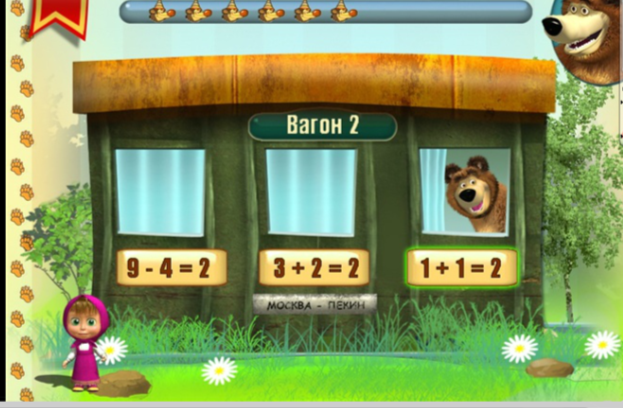 Вагон 2
9 - 4 = 2
3 + 2 = 2
1 + 1 = 2
МОСКВА - ПЕКИН